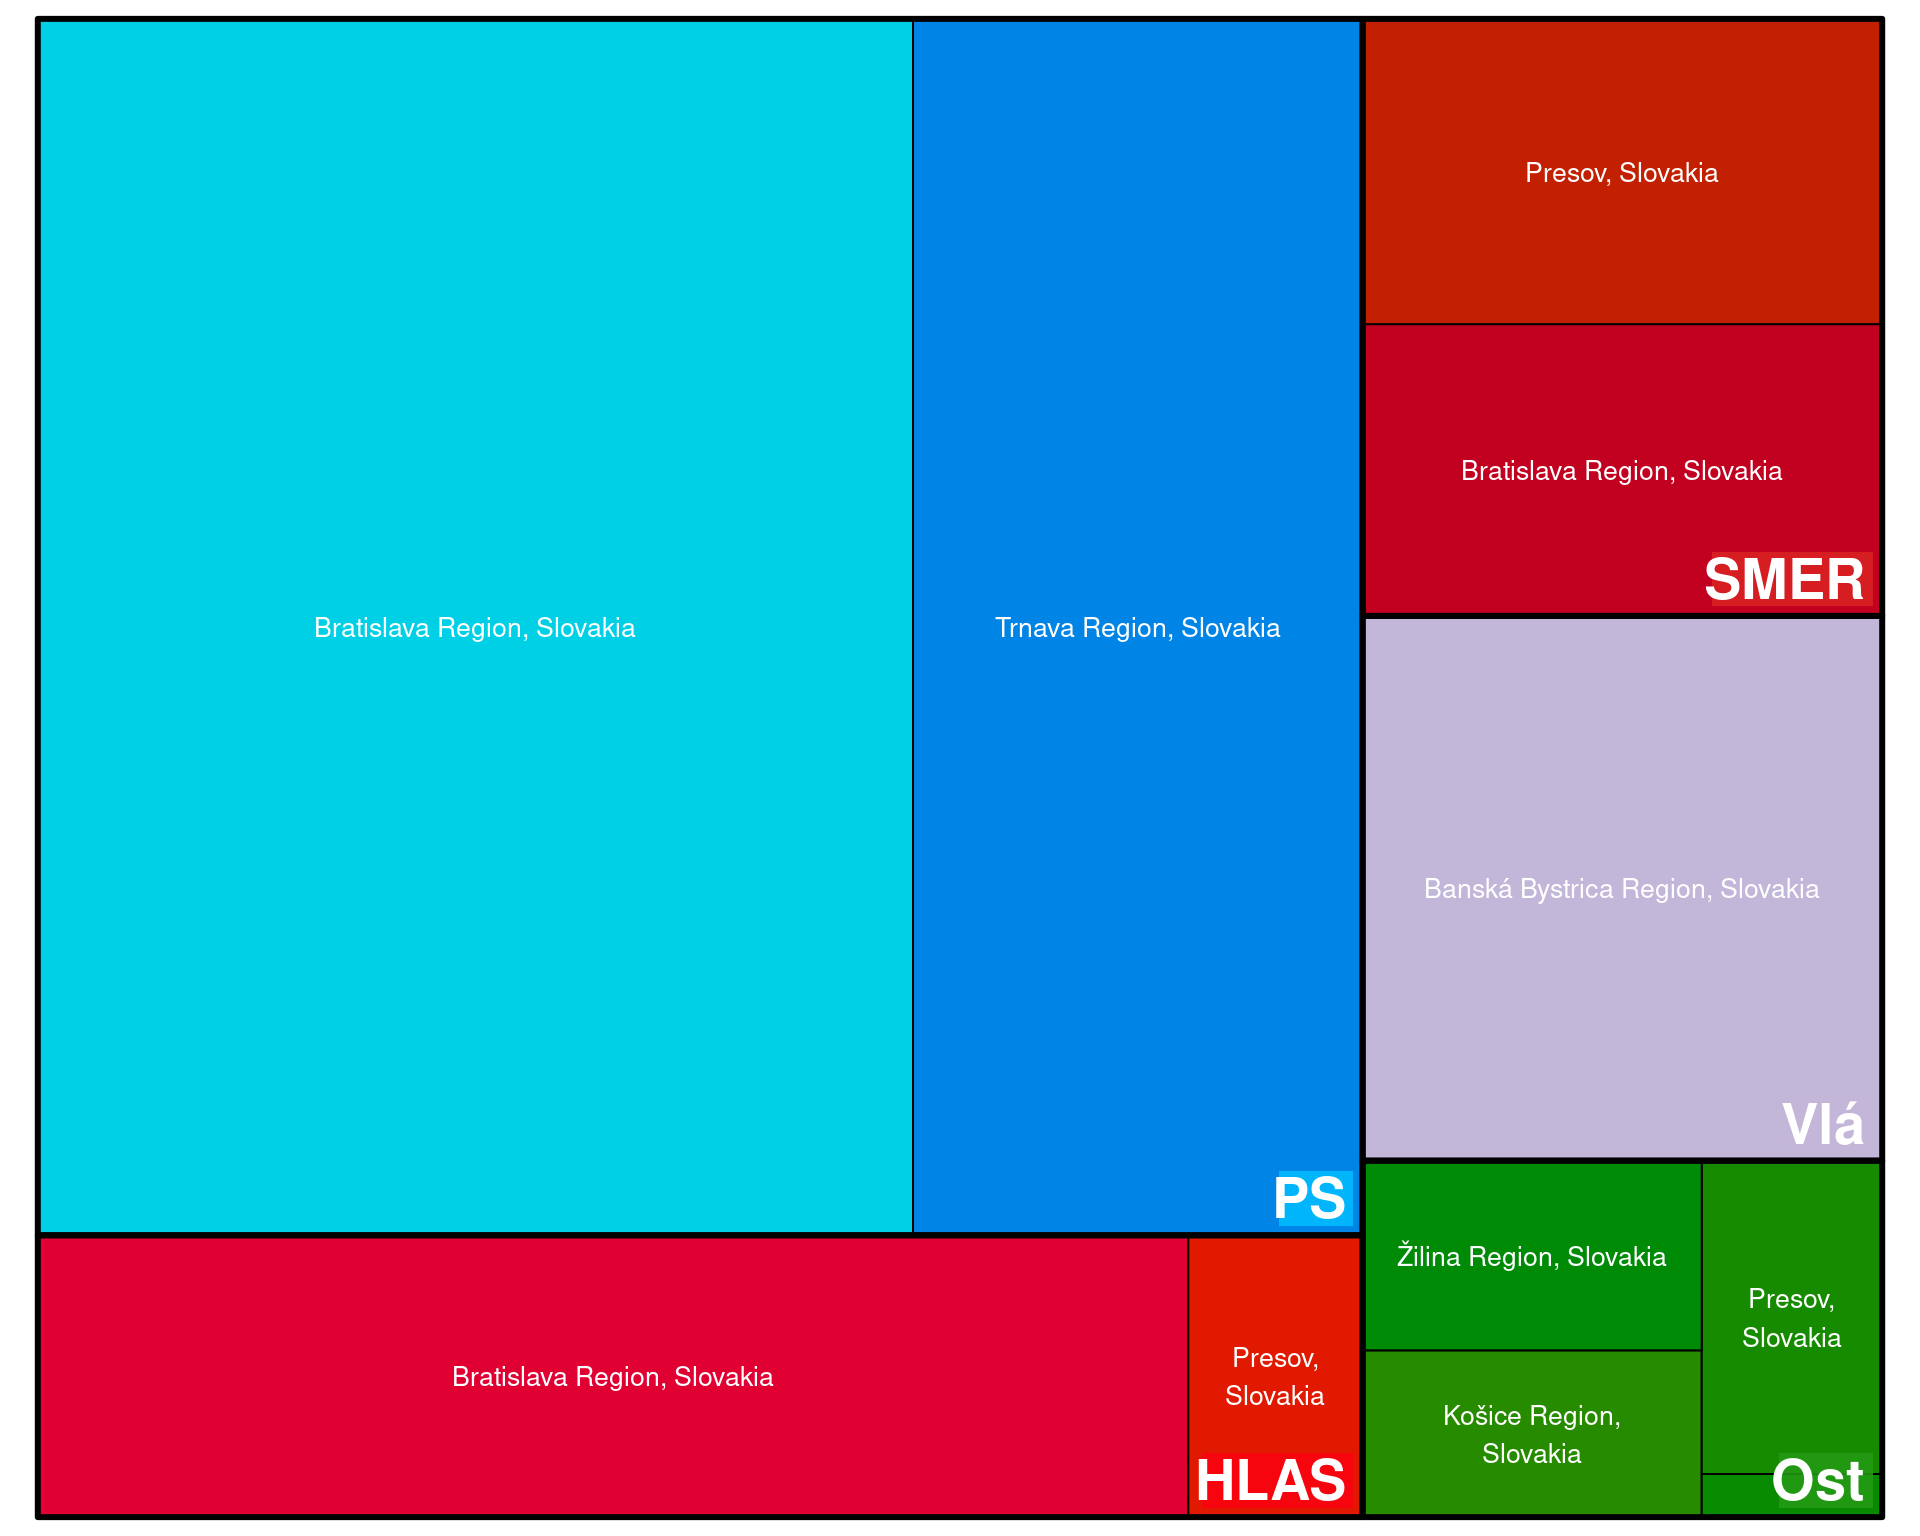 Bratislava Region, Slovakia
Trnava Region, Slovakia
PS
Bratislava Region, Slovakia
Presov,
Slovakia
HLAS
Presov, Slovakia
Bratislava Region, Slovakia
SMER
Banská Bystrica Region, Slovakia
Vlá
Žilina Region, Slovakia
Košice Region,
Slovakia
Presov,
Slovakia
Ost